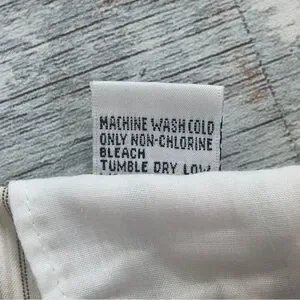 MACHINE WASH COLD
ONLY NON-CHLORINE
BLEACH
TUMBLE DRY LOW